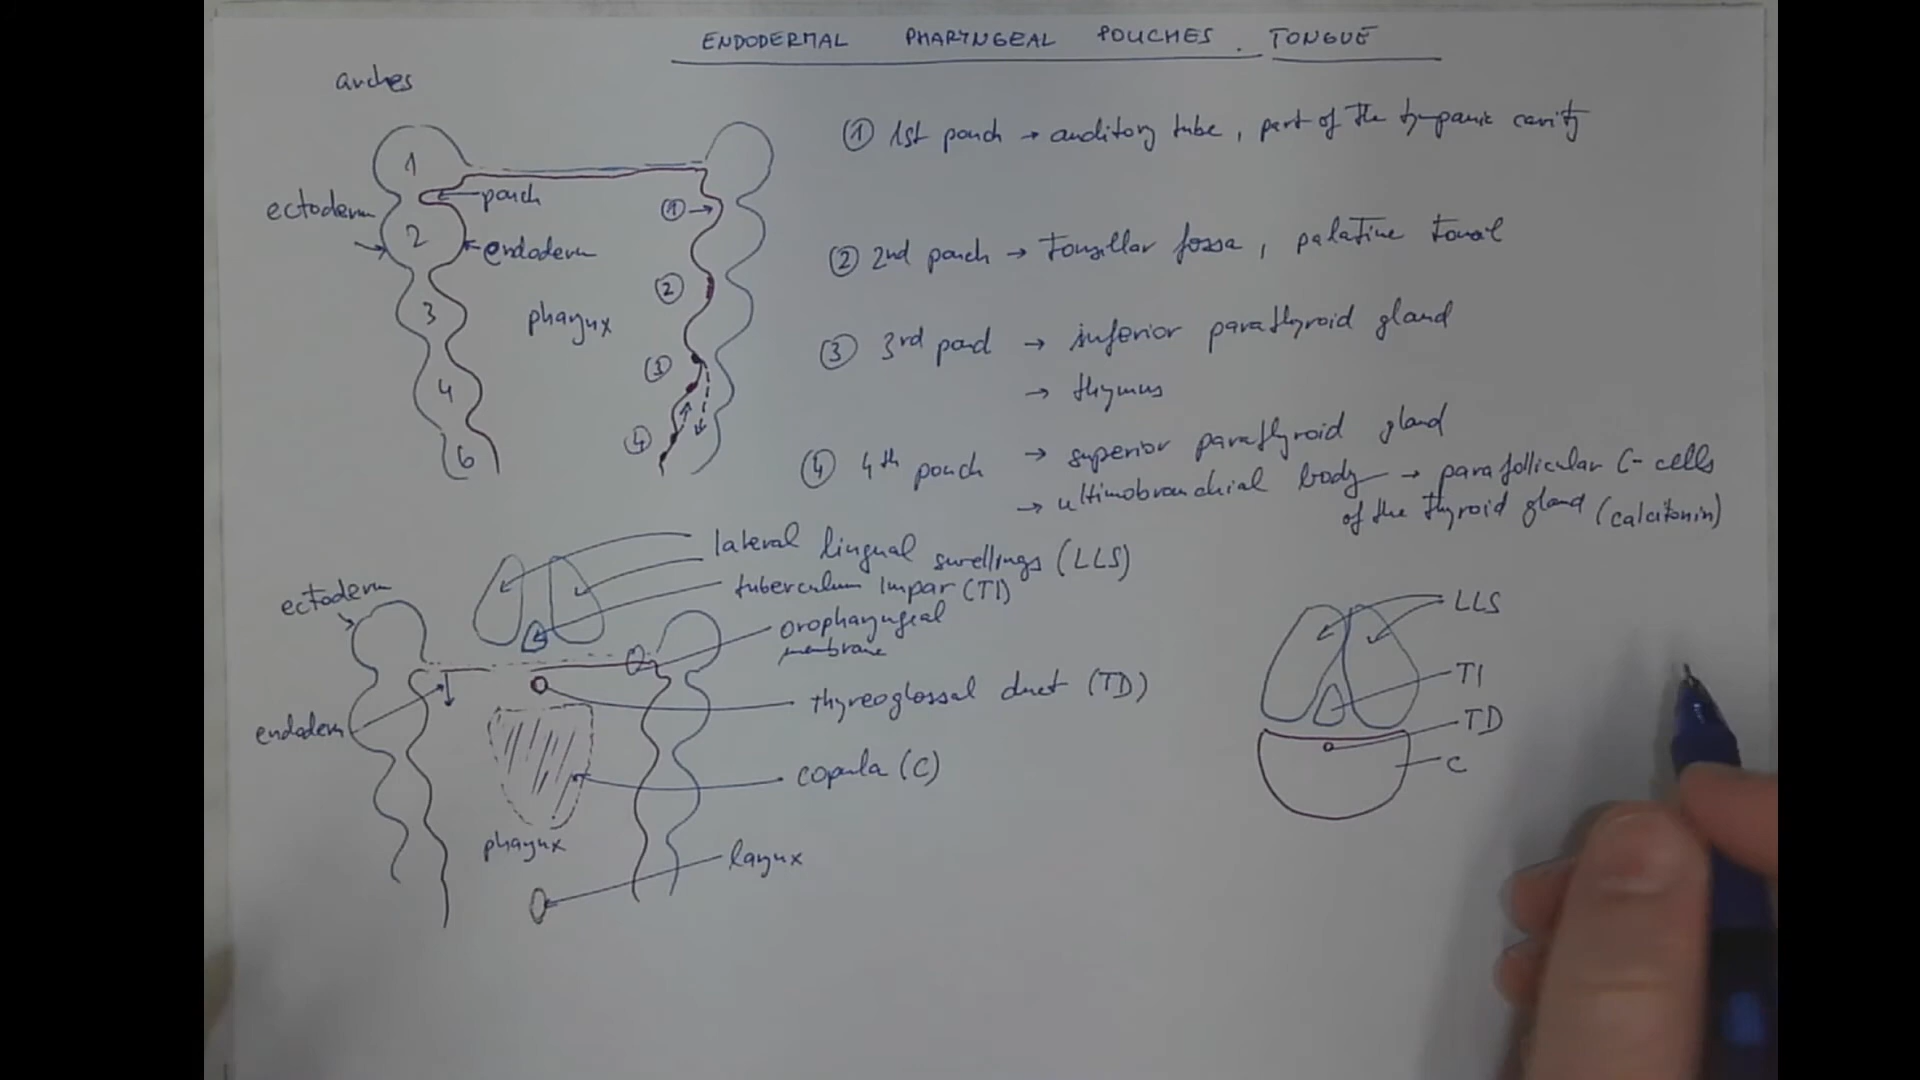 ENDODERMAL PHARYNGEAL POUCHES. TONGUE
arches
1
2
3
4
6
ectoderm
pouch
endoderm
pharynx
1
2
3
4
1 1st pouch → auditory tube, part of the tympanic cavity
2 2nd pouch → tonsillar fossa, palatine tonsil
3 3rd pouch → inferior parathyroid gland
→ thymus
4 4th pouch → superior parathyroid gland
→ ultimobranchial body → parafollicular C-cells
of the thyroid gland (calcitonin)
lateral lingual swellings (LLS)
tuberculum impar (TI)
oropharyngeal
membrane
thyreoglossal duct (TD)
copula (C)
larynx
ectoderm
endoderm
pharynx
LLS
TI
TD
C